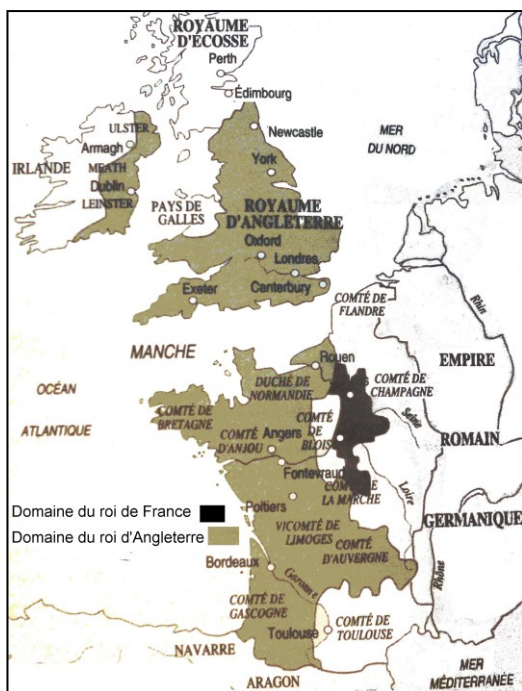 ROYAUME
D'ÉCOSSE
Perth
Édimbourg
ULSTER
Newcastle
Armagh
IRLANDE
MEATH
York
Dublin
LEINSTER
PAYS DE
GALLES
ROYAUME
D'ANGLETERRE
Oxford
Londres
Exeter
Canterbury
MER
DU NORD
COMTÉ DE
FLANDRE
Rhin
MANCHE
Rouen
EMPIRE
DUCHÉ DE
NORMANDIE
COMTÉ DE
CHAMPAGNE
OCÉAN
ATLANTIQUE
COMTÉ DE
BRETAGNE
Seine
COMTÉ
DE
BLOIS
ROMAIN
Angers
COMTÉ
D'ANJOU
Fontevraud
LA MARCHE
Loire
Domaine du roi de France
Poitiers
GERMANIQUE
Domaine du roi d'Angleterre
VICOMTÉ DE
LIMOGES
COMTÉ
D'AUVERGNE
Bordeaux
Garonne
Rhône
COMTÉ DE
GASCOGNE
COMTÉ DE
TOULOUSE
Toulouse
NAVARRE
ARAGON
MER
MÉDITERRANÉE